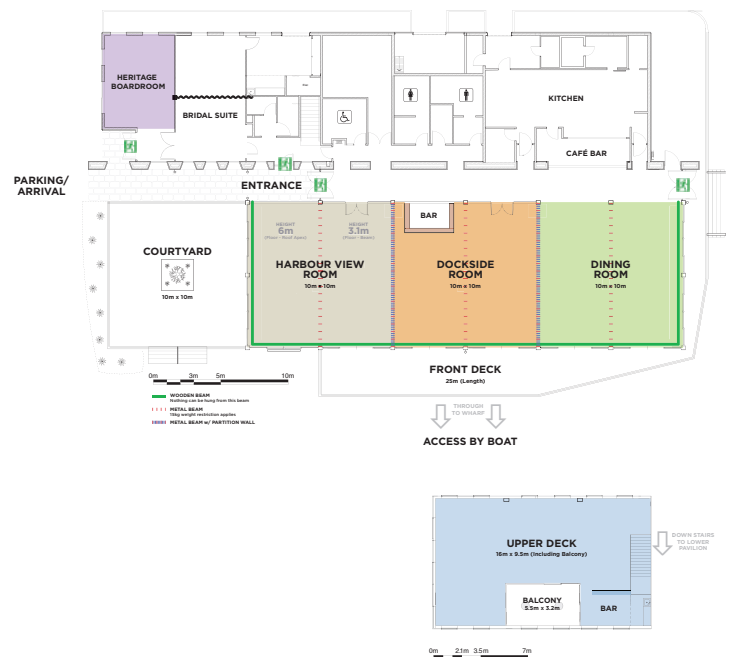 HERITAGE
BOARDROOM
BRIDAL SUITE
KITCHEN
CAFÉ BAR
PARKING/
ARRIVAL
ENTRANCE
BAR
HEIGHT
6m
(Floor - Roof Apex)
HEIGHT
3.1m
(Floor - Beam)
COURTYARD
10m x 10m
HARBOUR VIEW
ROOM
10m x 10m
DOCKSIDE
ROOM
10m x 10m
DINING
ROOM
10m x 10m
FRONT DECK
25m (Length)
0m 3m 5m 10m
WOODEN BEAM
Nothing can be hung from this beam
METAL BEAM
15kg weight restriction applies
METAL BEAM w/ PARTITION WALL
THROUGH
TO WHARF
ACCESS BY BOAT
UPPER DECK
16m x 9.5m (Including Balcony)
DOWN STAIRS
TO LOWER
PAVILION
BALCONY
5.5m x 3.2m
BAR
0m 2.1m 3.5m 7m